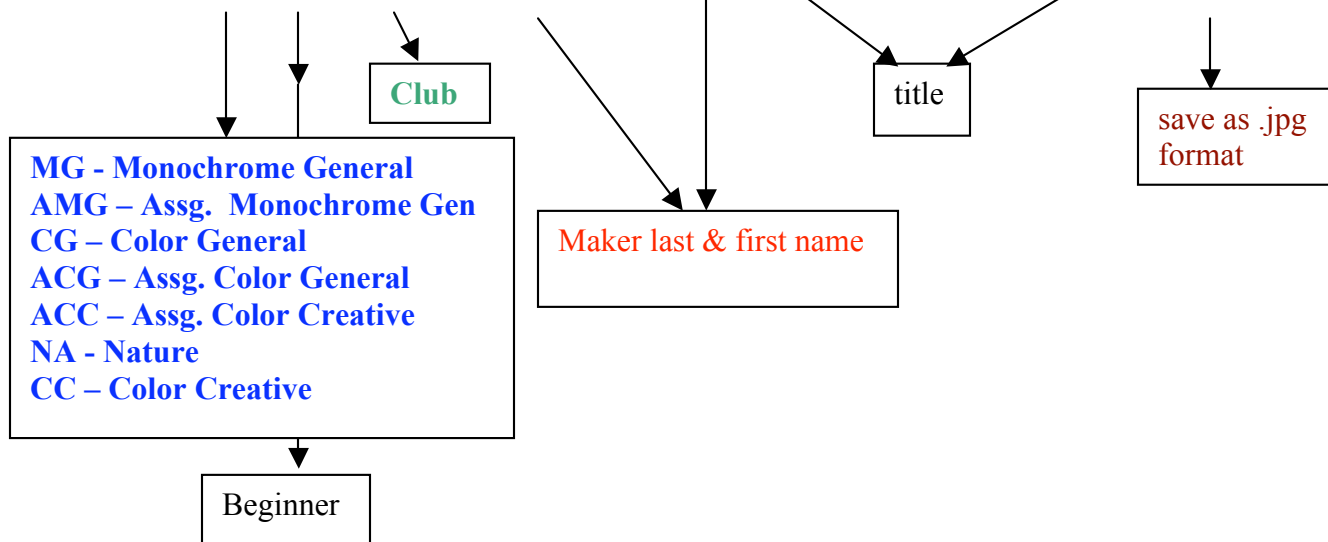 Club
title
save as .jpg
format
MG - Monochrome General
AMG – Assg.  Monochrome Gen
CG – Color General
ACG – Assg. Color General
ACC – Assg. Color Creative
NA - Nature
CC – Color Creative
Maker last & first name
Beginner